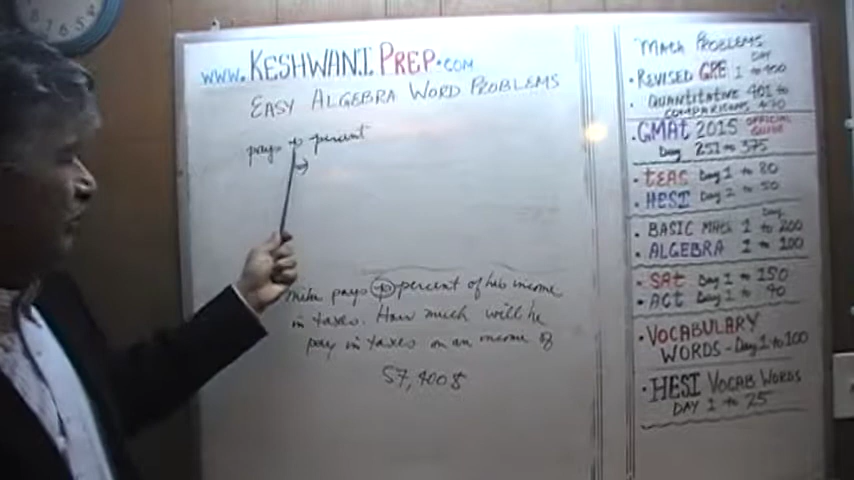 www.KESHWANIPREP.COM
EASY ALGEBRA WORD PROBLEMS
pays p percent
Mike pays p percent of his income
in taxes. How much will he
pay in taxes on an income of
57,400$
MATH PROBLEMS
DAY
• REVISED GRE 1 to 400
• QUANTITATIVE 401 to
COMPARISONS 470
GMAT 2015 OFFICIAL GUIDE
Day 251 to 375
• TEAS Day 1 to 80
• HESI Day 1 to 50
Day
• BASIC MATH 1 to 200
• ALGEBRA 1 to 100
• SAT Day 1 to 150
• ACT Day 1 to 90
• VOCABULARY
WORDS - Day 1 to 100
• HESI VOCAB WORDS
DAY 1 to 25